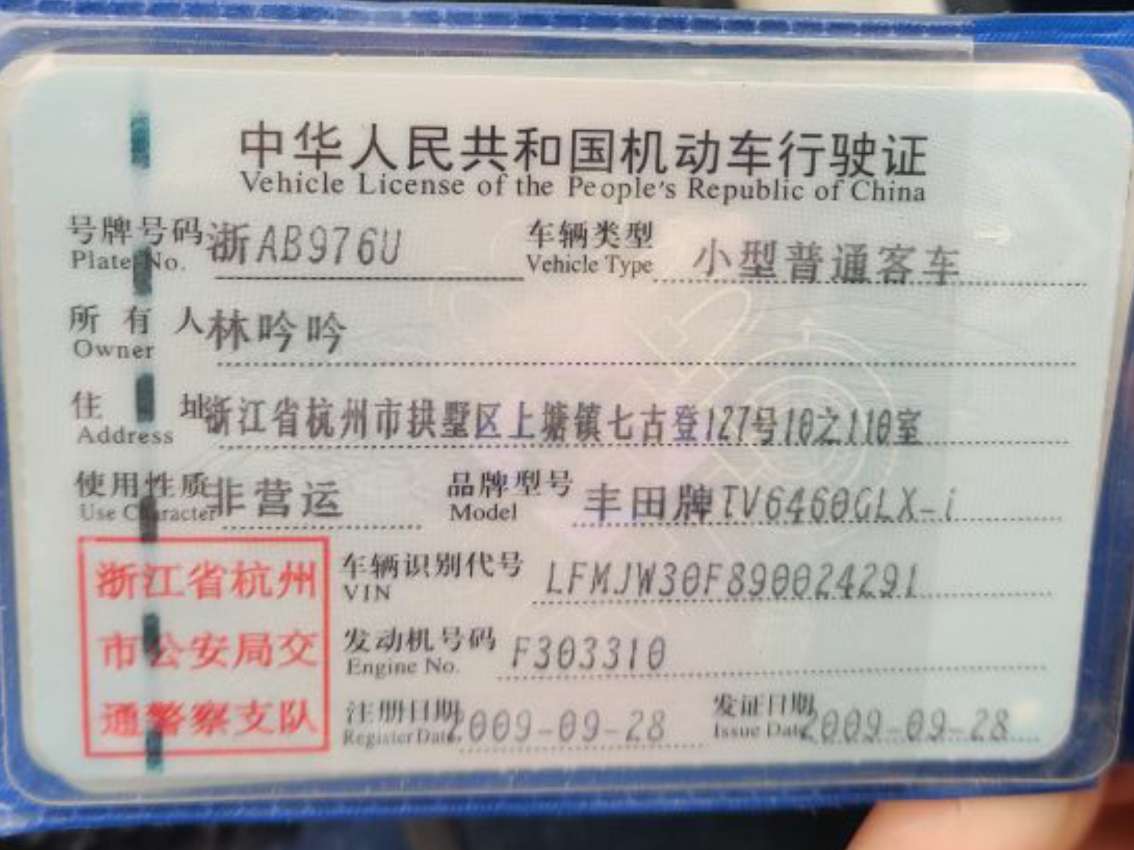 中华人民共和国机动车行驶证
Vehicle License of the People's Republic of China
号牌号码 浙AB976U 车辆类型 小型普通客车
Plate No. Vehicle Type
所有人 林吟吟
Owner
住址 浙江省杭州市拱墅区上塘镇七古登127号10之110室
Address
使用性质 非营运 品牌型号 丰田牌TV6460GLX-i
Use Character Model
浙江省杭州
市公安局交
通警察支队
车辆识别代号 LFMJW30F890024291
VIN
发动机号码 F303310
Engine No.
注册日期 2009-09-28 发证日期 2009-09-28
Register Date Issue Date